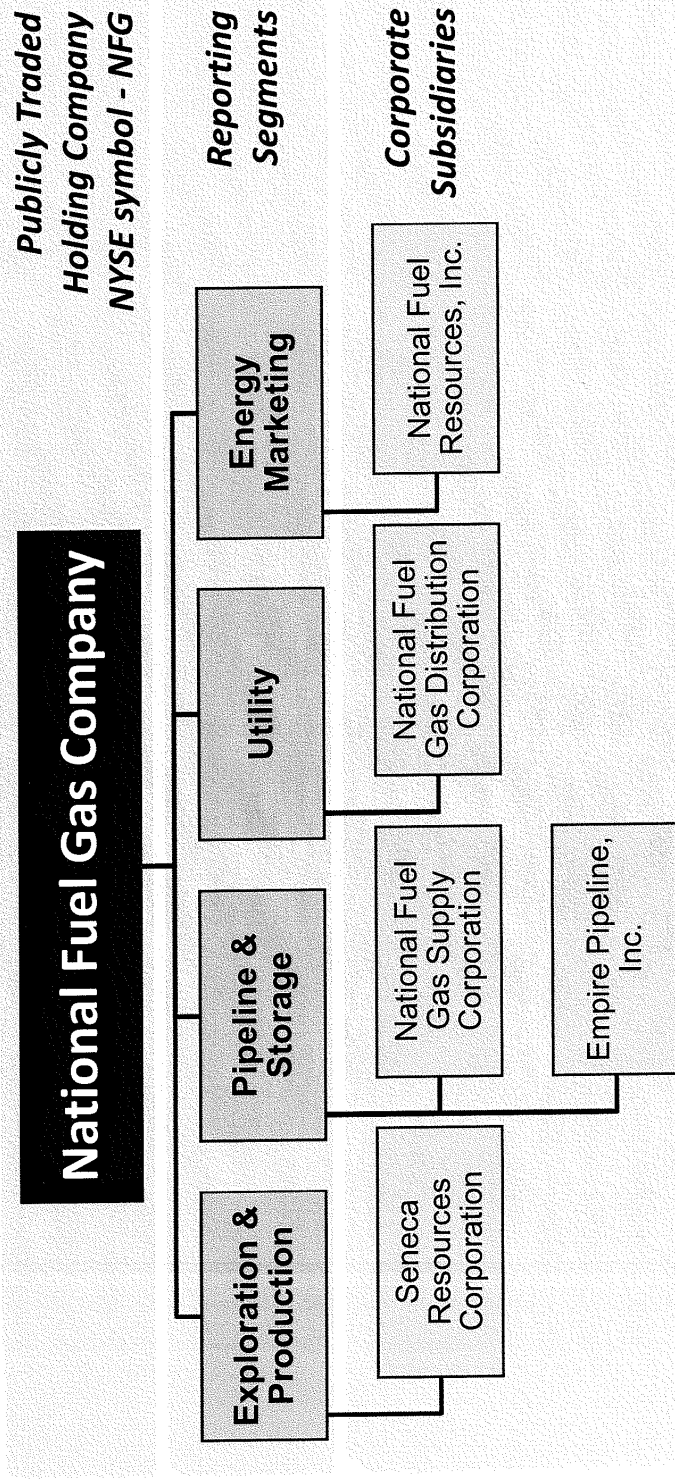 National Fuel Gas Company
Publicly Traded
Holding Company
NYSE symbol - NFG
Exploration &
Production
Pipeline &
Storage
Utility
Energy
Marketing
Reporting
Segments
Seneca
Resources
Corporation
National Fuel
Gas Supply
Corporation
National Fuel
Gas Distribution
Corporation
National Fuel
Resources, Inc.
Corporate
Subsidiaries
Empire Pipeline,
Inc.